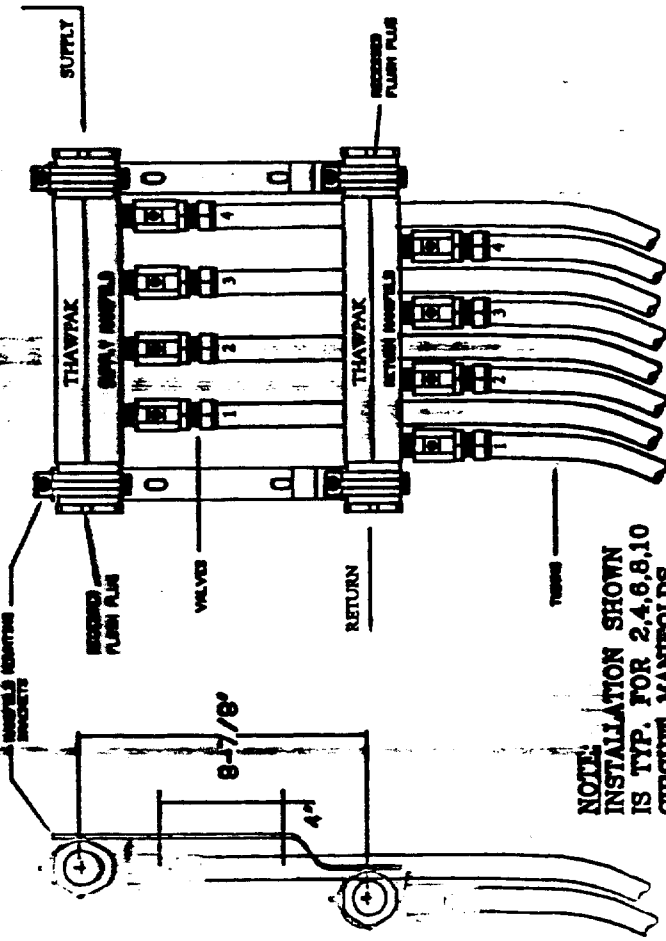 SUPPLY
RECESSED
FLUSH PLUG
THAWPAK
SUPPLY MANIFOLD
4
3
2
1
THAWPAK
RETURN MANIFOLD
4
3
2
1
MANIFOLD MOUNTING
BRACKETS
RECESSED
FLUSH PLUG
VALVES
RETURN
TUBING
8-7/8"
4"
NOTE:
INSTALLATION SHOWN
IS TYP. FOR 2,4,6,8,10
CIRCUIT MANIFOLDS